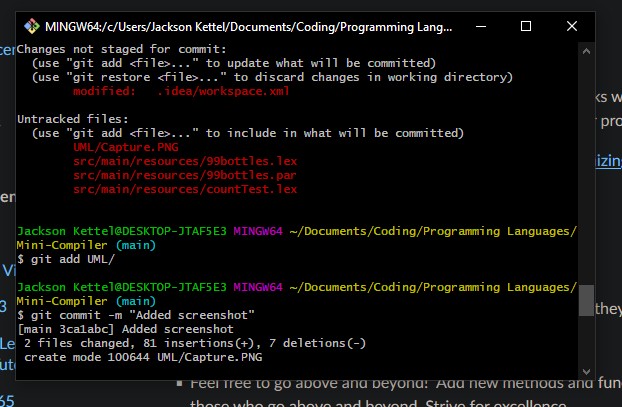 MINGW64:/c/Users/Jackson Kettel/Documents/Coding/Programming Lang...
Changes not staged for commit:
(use "git add <file>..." to update what will be committed)
(use "git restore <file>..." to discard changes in working directory)
modified: .idea/workspace.xml
Untracked files:
(use "git add <file>..." to include in what will be committed)
UML/Capture.PNG
src/main/resources/99bottles.lex
src/main/resources/99bottles.par
src/main/resources/countTest.lex
Jackson Kettel@DESKTOP-JTAF5E3 MINGW64 ~/Documents/Coding/Programming Languages/
Mini-Compiler (main)
$ git add UML/
Jackson Kettel@DESKTOP-JTAF5E3 MINGW64 ~/Documents/Coding/Programming Languages/
Mini-Compiler (main)
$ git commit -m "Added screenshot"
[main 3ca1abc] Added screenshot
2 files changed, 81 insertions(+), 7 deletions(-)
create mode 100644 UML/Capture.PNG
they
Feel free to go above and beyond! Add new methods and
those who go above and beyond. Strive for excellence